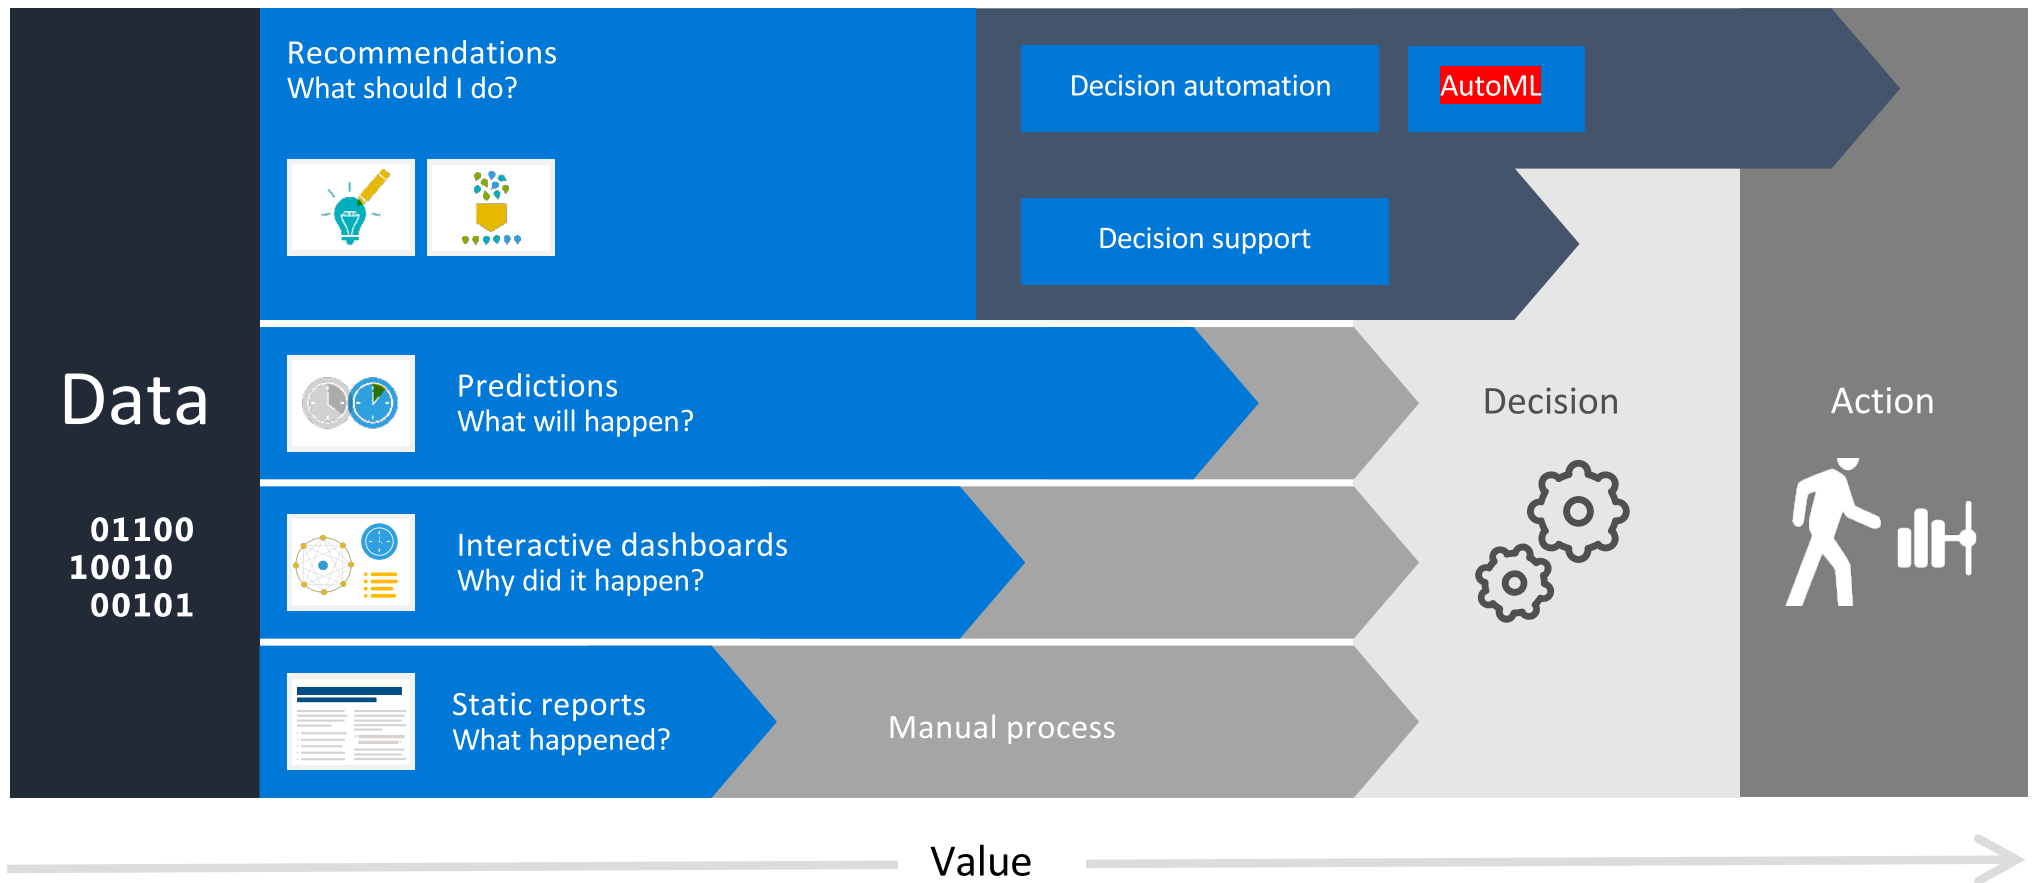 Recommendations
What should I do?
Decision automation
AutoML
Decision support
Data
01100
10010
00101
Predictions
What will happen?
Interactive dashboards
Why did it happen?
Static reports
What happened?
Manual process
Decision
Action
Value